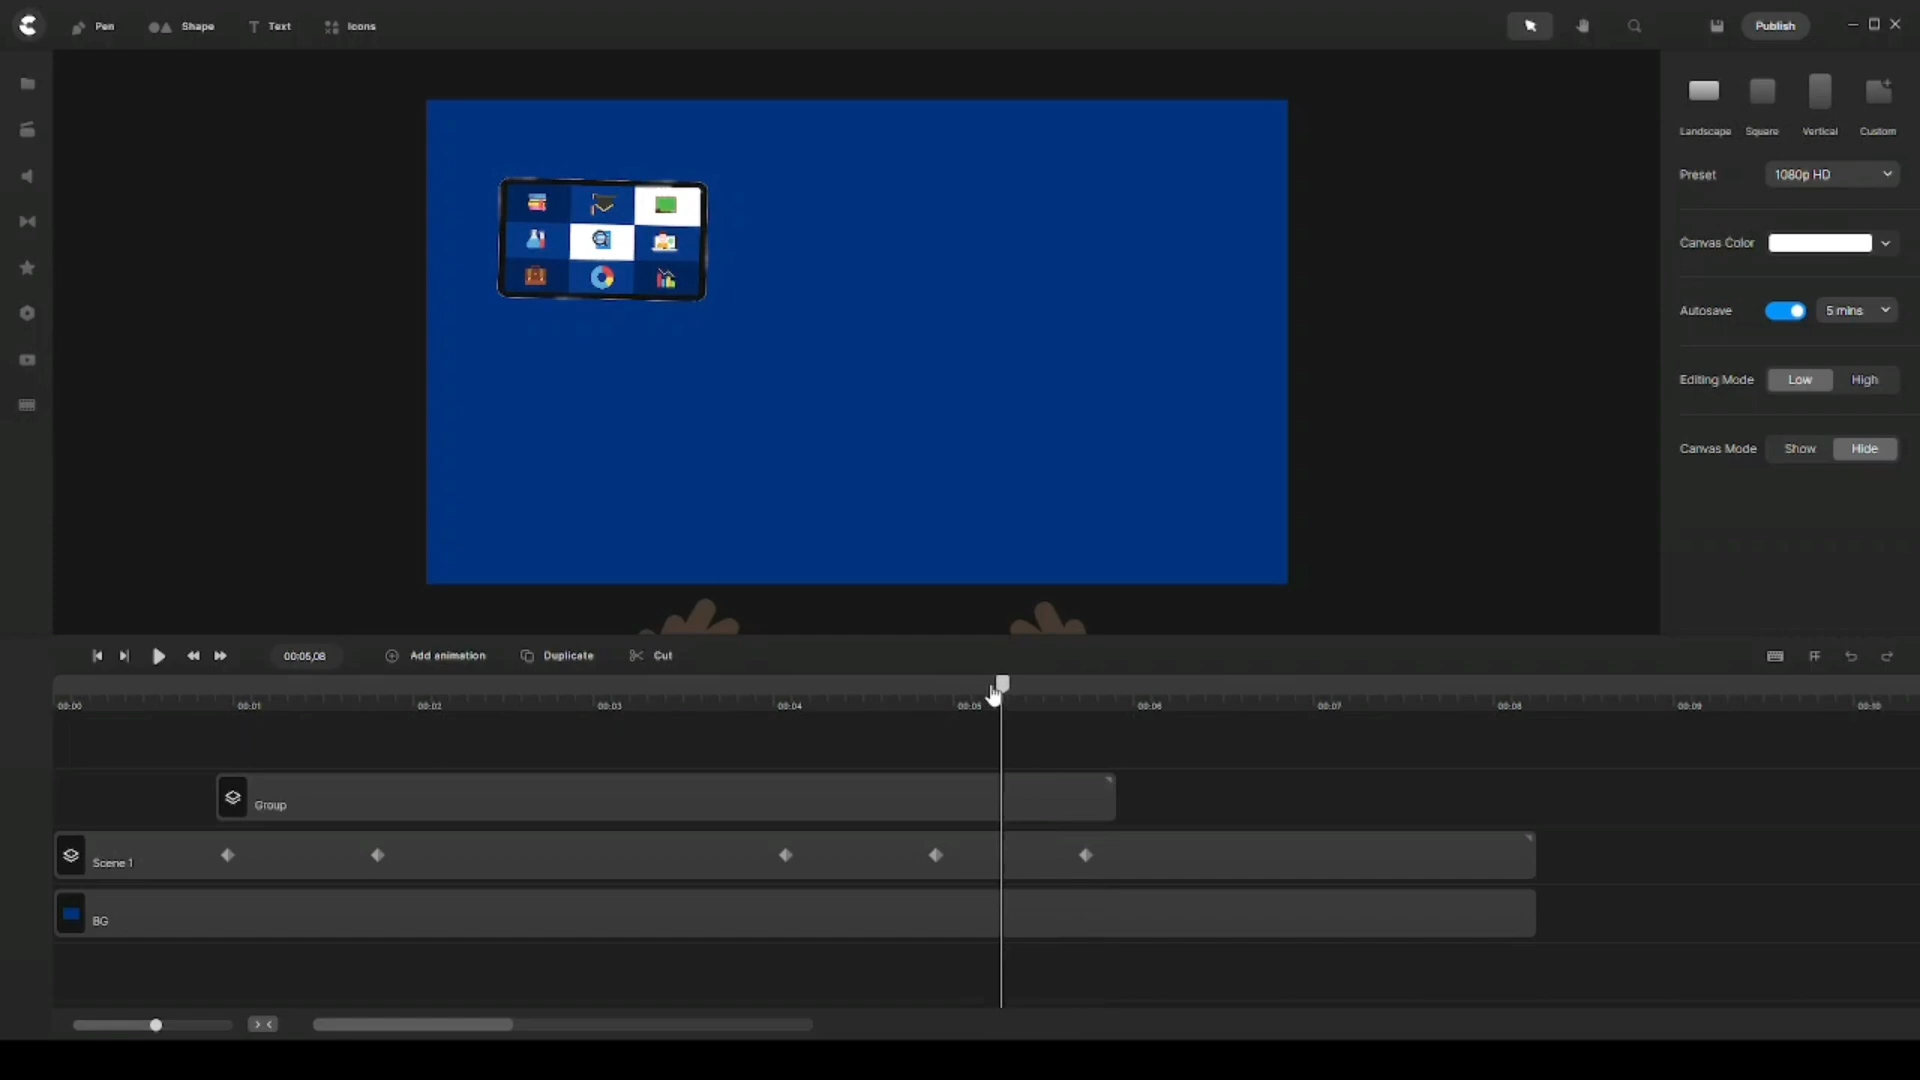 Pen Shape Text Icons Publish
Landscape Square Vertical Custom
Preset 1080p HD
Canvas Color
Autosave 5 mins
Editing Mode Low High
Canvas Mode Show Hide
00:05,08 Add animation Duplicate Cut
00:00 00:01 00:02 00:03 00:04 00:05 00:06 00:07 00:08 00:09 00:10
Group
Scene 1
BG